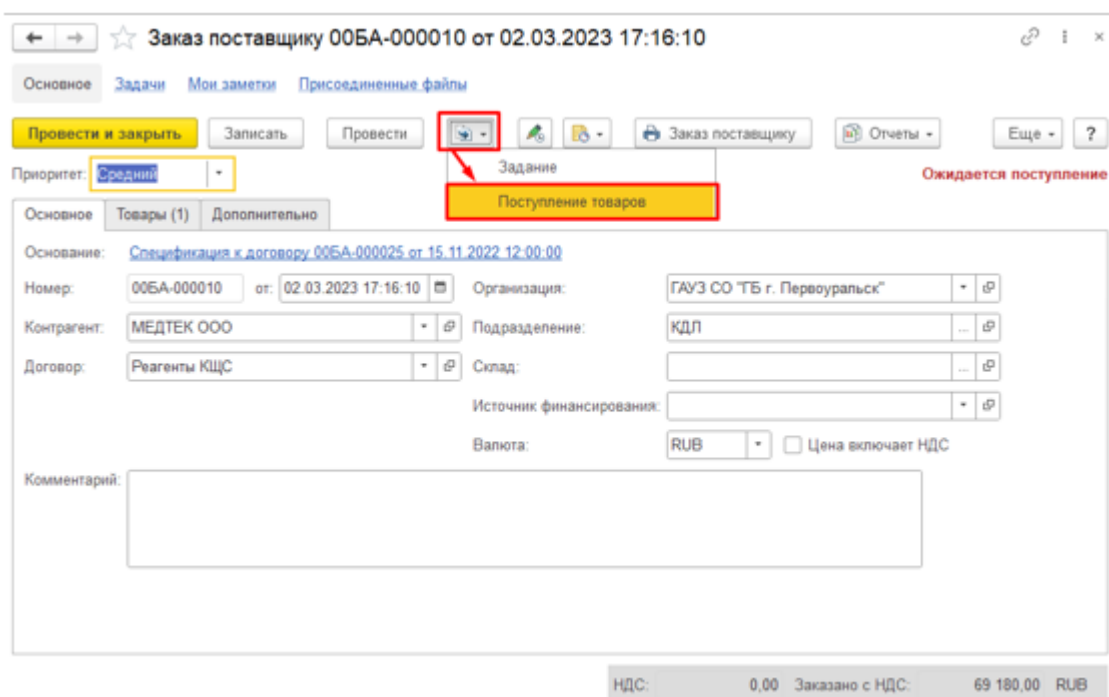 Заказ поставщику 00БА-000010 от 02.03.2023 17:16:10
Основное Задачи Мои заметки Присоединенные файлы
Провести и закрыть Записать Провести Заказ поставщику Отчеты Еще ?
Приоритет: Средний Задание Ожидается поступление
Поступление товаров
Основное Товары (1) Дополнительно
Основание: Спецификация к договору 00БА-000025 от 15.11.2022 12:00:00
Номер: 00БА-000010 от: 02.03.2023 17:16:10 Организация: ГАУЗ СО "ГБ г. Первоуральск"
Контрагент: МЕДТЕК ООО Подразделение: КДЛ
Договор: Реагенты КЩС Склад:
Источник финансирования:
Валюта: RUB Цена включает НДС
Комментарий:
НДС: 0,00 Заказано с НДС: 69 180,00 RUB